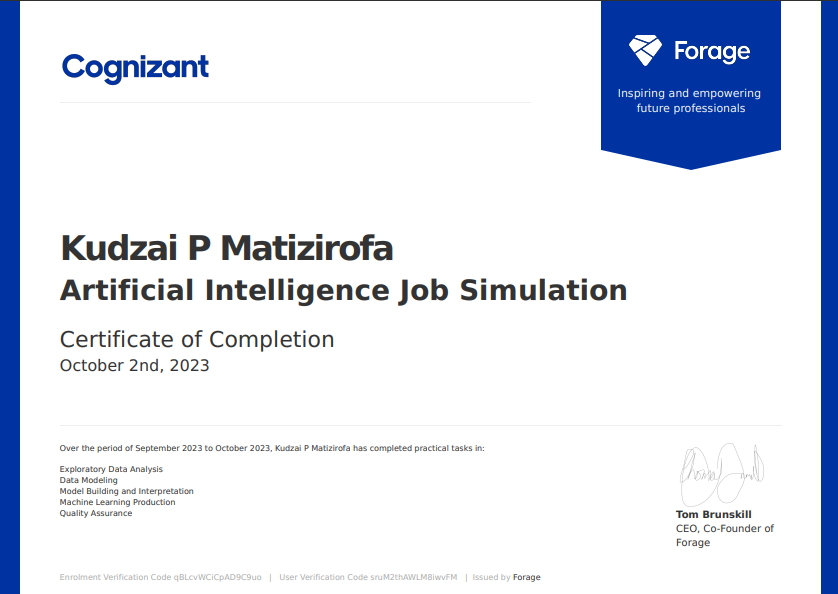 Cognizant
Forage
Inspiring and empowering
future professionals
Kudzai P Matizirofa
Artificial Intelligence Job Simulation
Certificate of Completion
October 2nd, 2023
Over the period of September 2023 to October 2023, Kudzai P Matizirofa has completed practical tasks in:
Exploratory Data Analysis
Data Modeling
Model Building and Interpretation
Machine Learning Production
Quality Assurance
Tom Brunskill
CEO, Co-Founder of
Forage
Enrolment Verification Code qBLcvWCiCpAD9C9uo | User Verification Code sruM2thAWLM8iwvFM | Issued by Forage